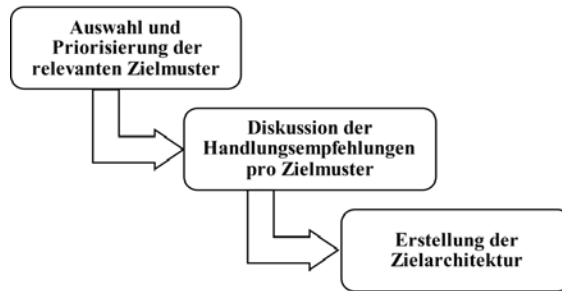 Auswahl und
Priorisierung der
relevanten Zielmuster
Diskussion der
Handlungsempfehlungen
pro Zielmuster
Erstellung der
Zielarchitektur